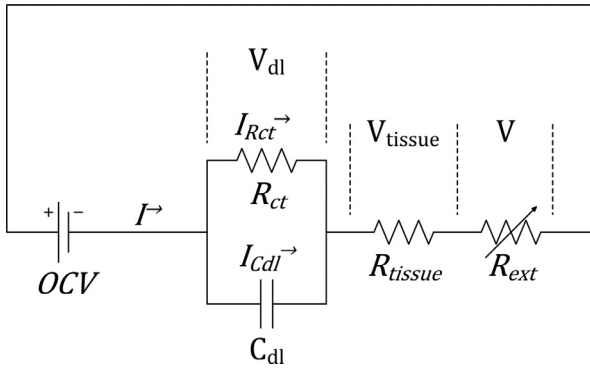 V_dl
I_Rct→
V_tissue
V
R_ct
+ −
I→
OCV
I_Cdl→
R_tissue
R_ext
C_dl